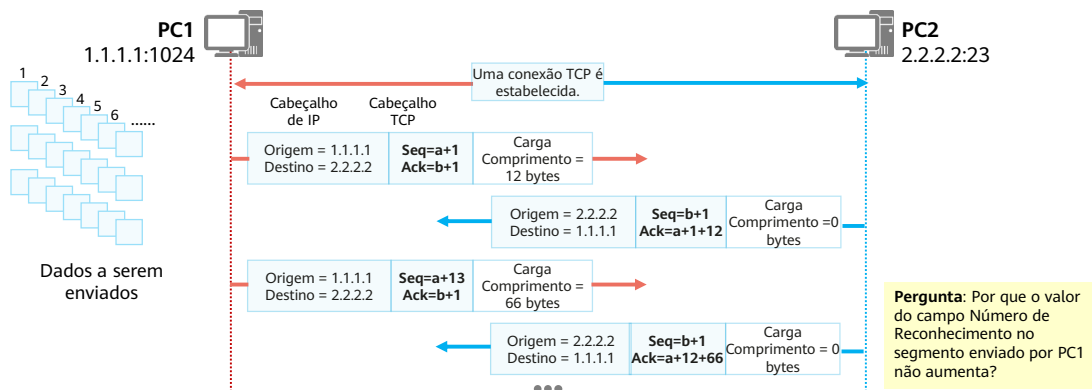 PC1
1.1.1.1:1024
PC2
2.2.2.2:23
1
2
3
4
5
6
......
Uma conexão TCP é
estabelecida.
Cabeçalho
de IP
Cabeçalho
TCP
Origem = 1.1.1.1
Destino = 2.2.2.2
Seq=a+1
Ack=b+1
Carga
Comprimento =
12 bytes
Origem = 2.2.2.2
Destino = 1.1.1.1
Seq=b+1
Ack=a+1+12
Carga
Comprimento =0
bytes
Dados a serem
enviados
Origem = 1.1.1.1
Destino = 2.2.2.2
Seq=a+13
Ack=b+1
Carga
Comprimento =
66 bytes
Origem = 2.2.2.2
Destino = 1.1.1.1
Seq=b+1
Ack=a+12+66
Carga
Comprimento = 0
bytes
Pergunta: Por que o valor
do campo Número de
Reconhecimento no
segmento enviado por PC1
não aumenta?